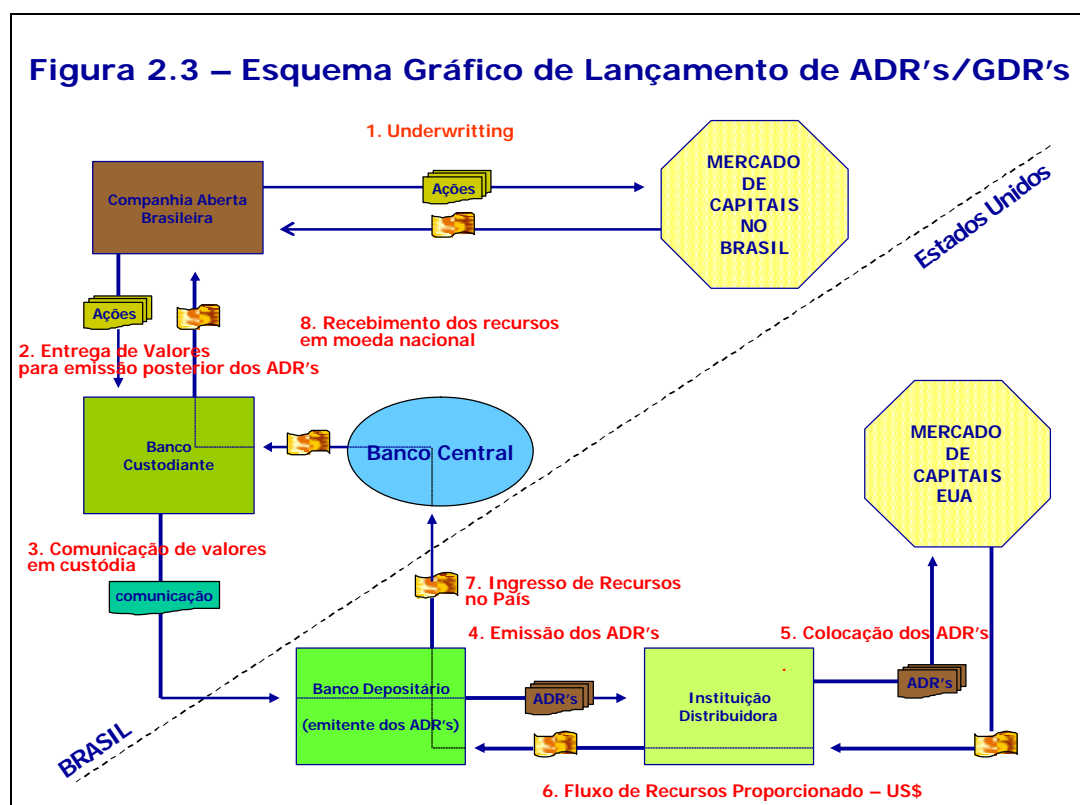 Figura 2.3 – Esquema Gráfico de Lançamento de ADR's/GDR's
1. Underwritting
Companhia Aberta
Brasileira
Ações
MERCADO
DE
CAPITAIS
NO
BRASIL
Estados Unidos
Ações
8. Recebimento dos recursos
em moeda nacional
2. Entrega de Valores
para emissão posterior dos ADR's
Banco
Custodiante
Banco Central
MERCADO
DE
CAPITAIS
EUA
3. Comunicação de valores
em custódia
comunicação
7. Ingresso de Recursos
no País
4. Emissão dos ADR's
5. Colocação dos ADR's
Banco Depositário
(emitente dos ADR's)
ADR's
Instituição
Distribuidora
.
ADR's
BRASIL
6. Fluxo de Recursos Proporcionado – US$